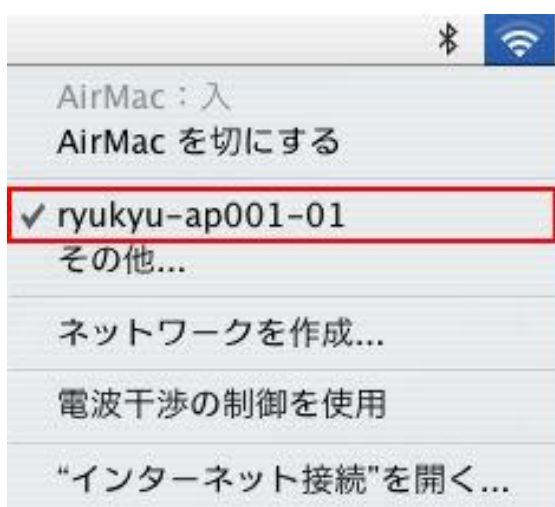 AirMac：入
AirMac を切にする
ryukyu-ap001-01
その他...
ネットワークを作成...
電波干渉の制御を使用
“インターネット接続”を開く...